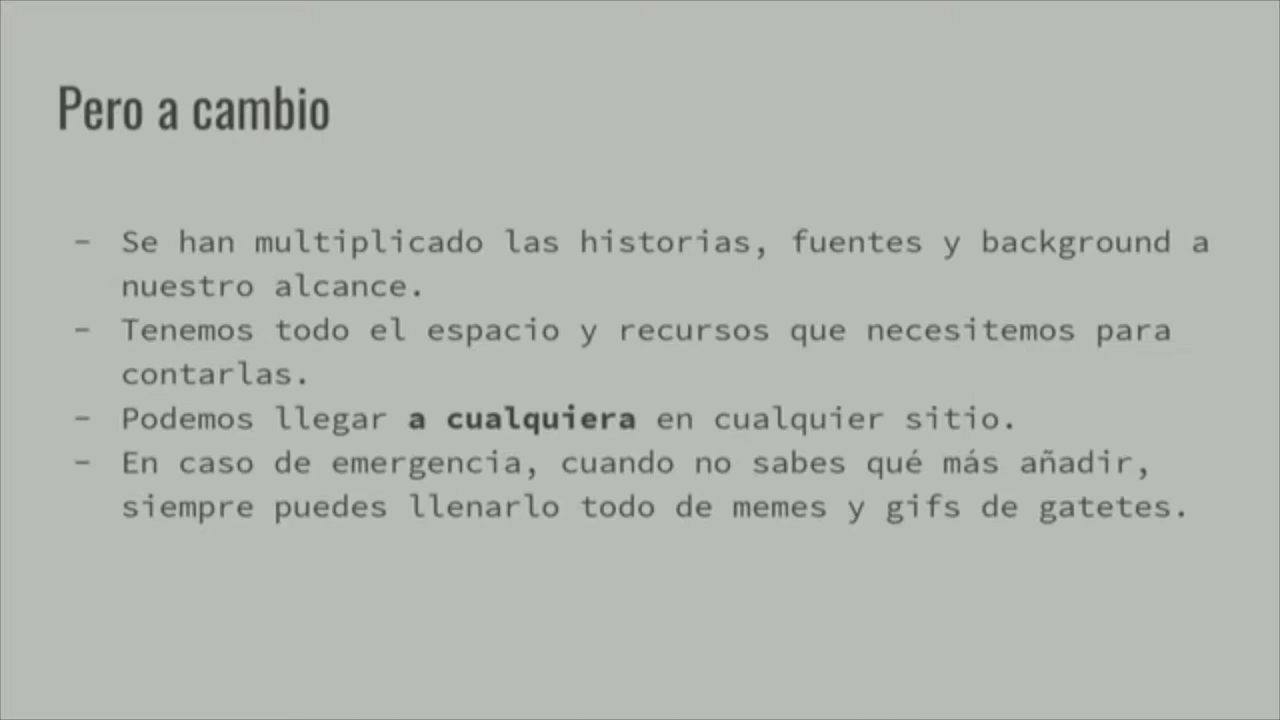 Pero a cambio
- Se han multiplicado las historias, fuentes y background a
nuestro alcance.
- Tenemos todo el espacio y recursos que necesitemos para
contarlas.
- Podemos llegar a cualquiera en cualquier sitio.
- En caso de emergencia, cuando no sabes qué más añadir,
siempre puedes llenarlo todo de memes y gifs de gatetes.